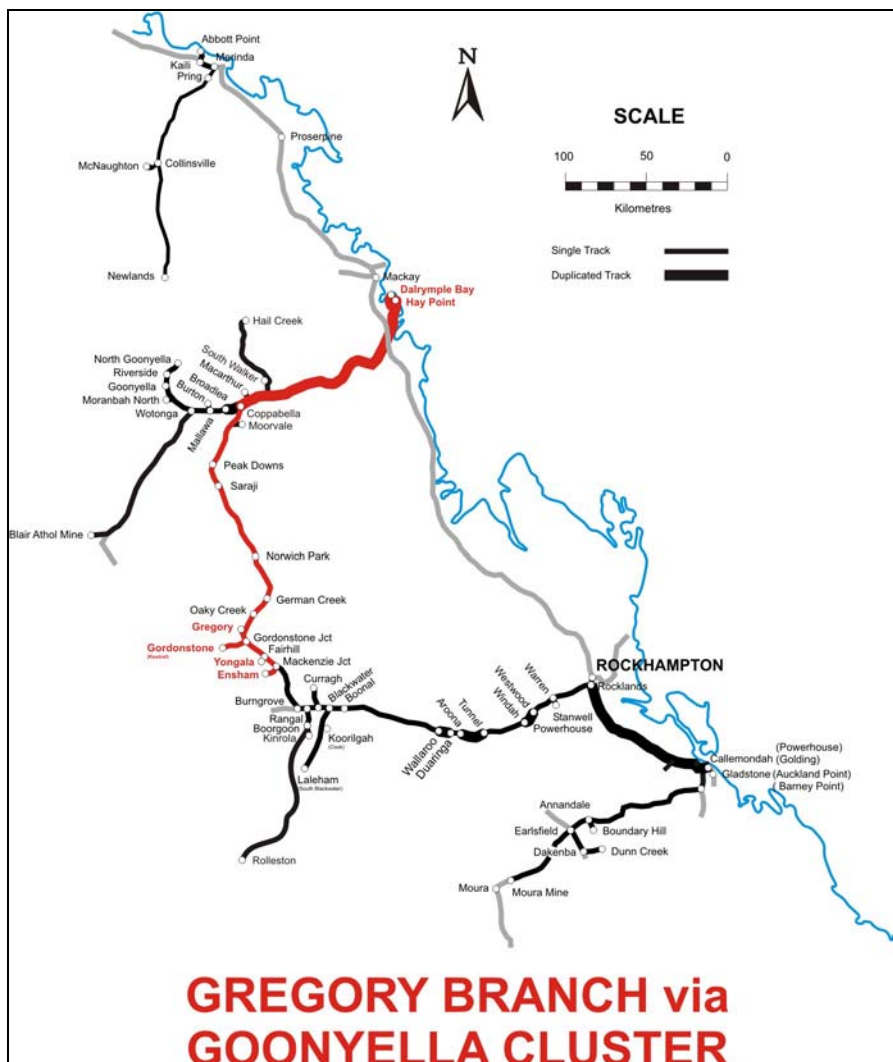 Abbott Point
Kaili
Merinda
Pring
N
SCALE
100 50 0
Kilometres
Single Track
Duplicated Track
Proserpine
McNaughton
Collinsville
Newlands
Mackay
Dalrymple Bay
Hay Point
Hail Creek
North Goonyella
Riverside
Goonyella
Moranbah North
Wotonga
South Walker
Macarthur
Broadlea
Burton
Mallawa
Coppabella
Moorvale
Peak Downs
Saraji
Blair Athol Mine
Norwich Park
German Creek
Oaky Creek
Gregory
Gordonstone Jct
Gordonstone
Fairhill
Yongala
Mackenzie Jct
Ensham
Curragh
Blackwater
Boonal
Burngrove
Rangal
Boorgoon
Kinrola
Koorilgah
(Cook)
Laleham
(South Blackwater)
Rolleston
Wallaroo
Duaringa
Aroona
Tunnel
Windah
Westwood
Warren
Stanwell
Powerhouse
ROCKHAMPTON
Rocklands
Callemondah (Powerhouse)
(Golding)
Gladstone (Auckland Point)
( Barney Point)
Annandale
Earlsfield
Boundary Hill
Dakenba
Dunn Creek
Moura
Moura Mine
GREGORY BRANCH via
GOONYELLA CLUSTER